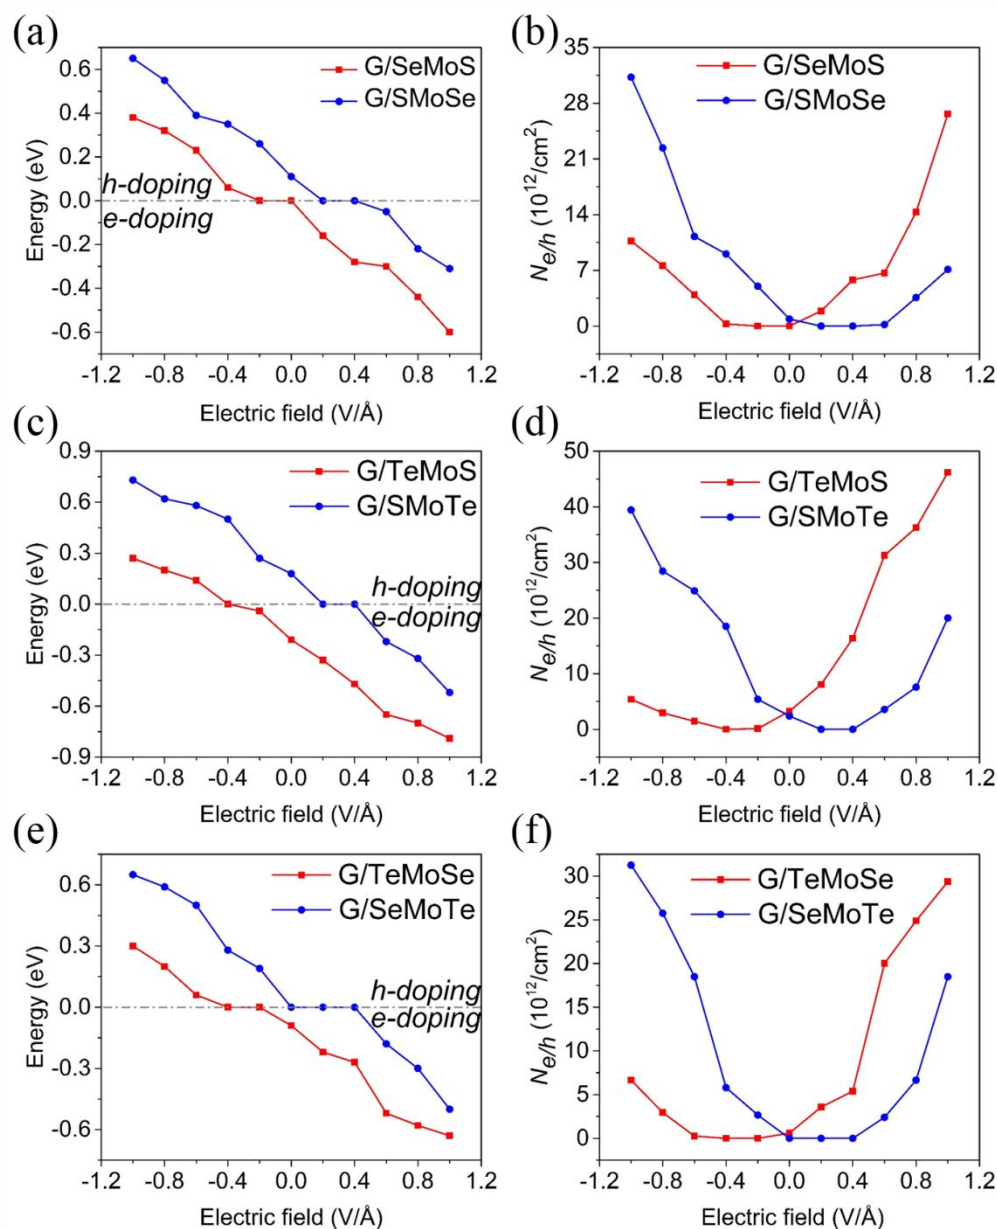 (a)
0.6
0.4
0.2
0.0
-0.2
-0.4
-0.6
Energy (eV)
G/SeMoS
G/SMoSe
h-doping
e-doping
-1.2 -0.8 -0.4 0.0 0.4 0.8 1.2
Electric field (V/Å)
(b)
35
28
21
14
7
0
Ne/h (10^12/cm^2)
G/SeMoS
G/SMoSe
-1.2 -0.8 -0.4 0.0 0.4 0.8 1.2
Electric field (V/Å)
(c)
0.9
0.6
0.3
0.0
-0.3
-0.6
-0.9
Energy (eV)
G/TeMoS
G/SMoTe
h-doping
e-doping
-1.2 -0.8 -0.4 0.0 0.4 0.8 1.2
Electric field (V/Å)
(d)
50
40
30
20
10
0
Ne/h (10^12/cm^2)
G/TeMoS
G/SMoTe
-1.2 -0.8 -0.4 0.0 0.4 0.8 1.2
Electric field (V/Å)
(e)
0.6
0.3
0.0
-0.3
-0.6
Energy (eV)
G/TeMoSe
G/SeMoTe
h-doping
e-doping
-1.2 -0.8 -0.4 0.0 0.4 0.8 1.2
Electric field (V/Å)
(f)
30
25
20
15
10
5
0
Ne/h (10^12/cm^2)
G/TeMoSe
G/SeMoTe
-1.2 -0.8 -0.4 0.0 0.4 0.8 1.2
Electric field (V/Å)